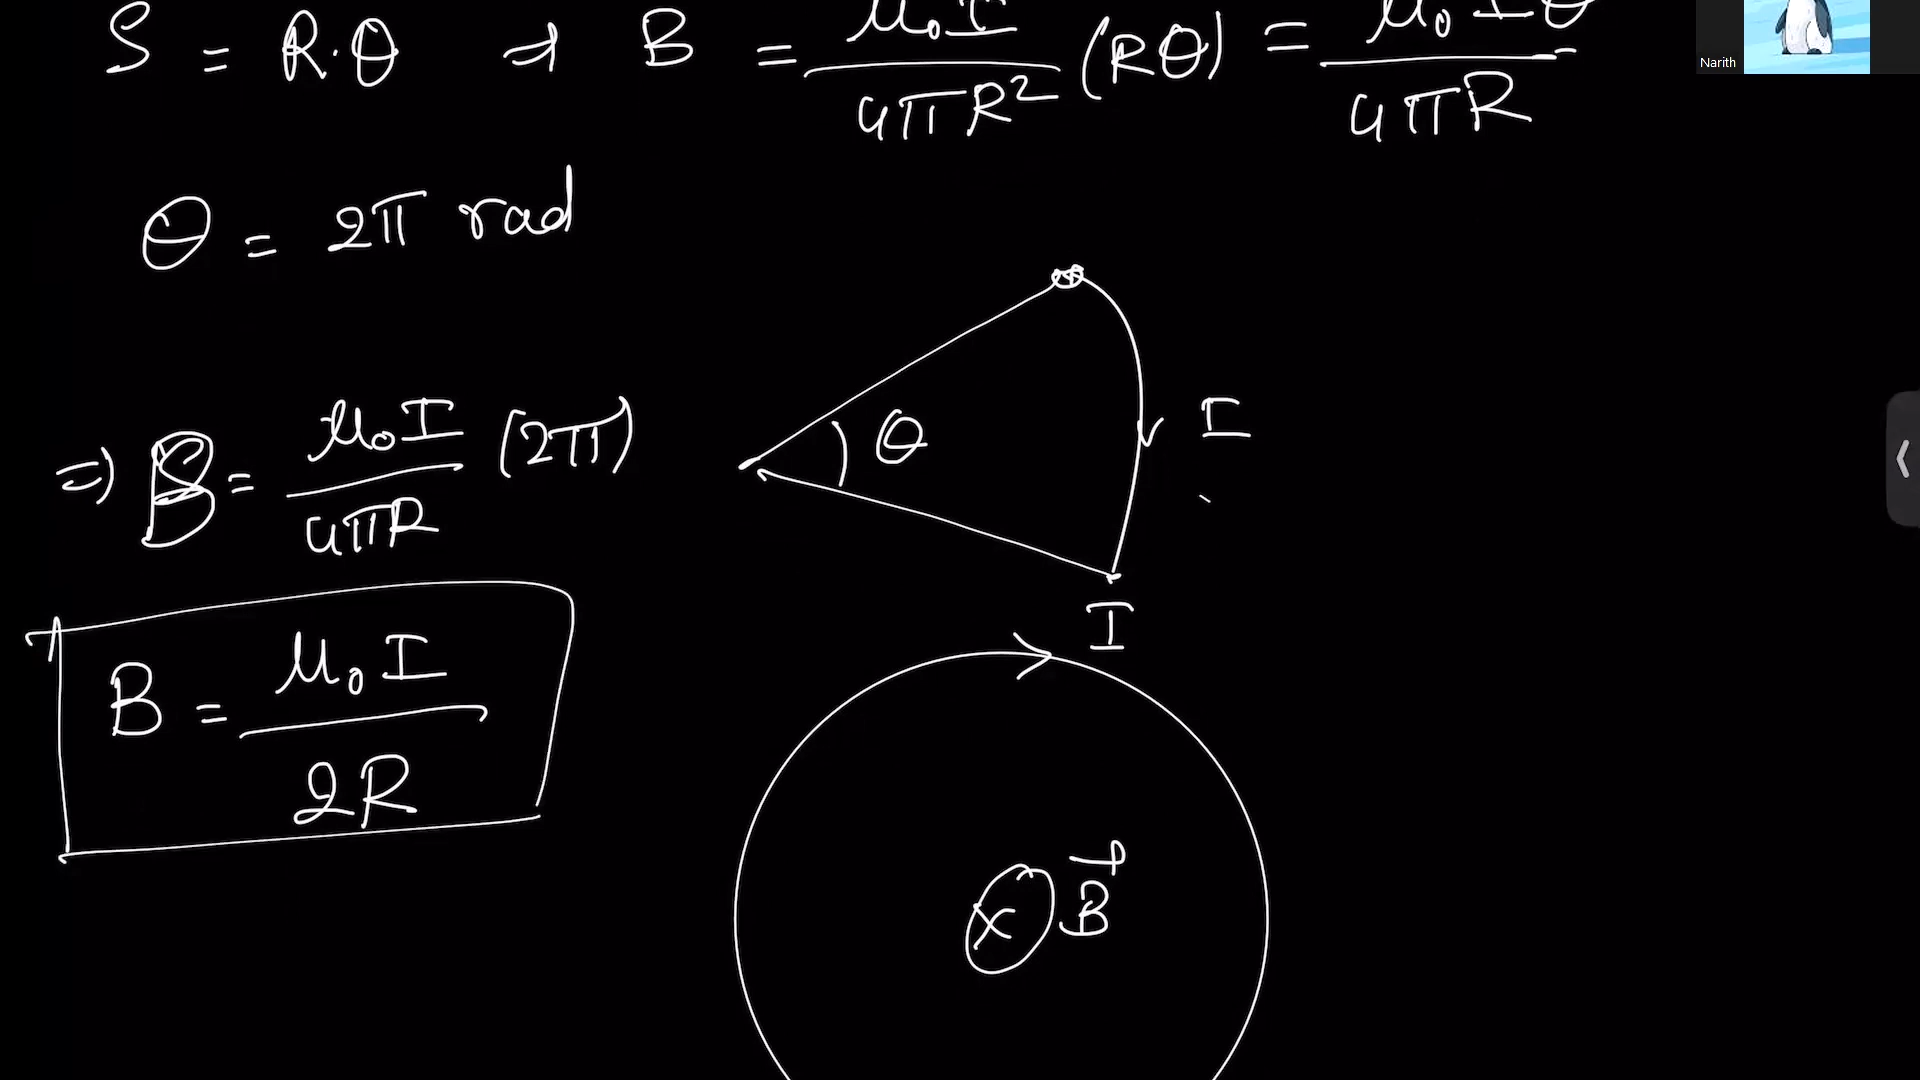 S = R·θ → B = μ₀I / 4πR² (Rθ) = μ₀Iθ / 4πR
Narith
θ = 2π rad
θ
I
⇒ B = μ₀I / 4πR (2π)
I
B = μ₀I / 2R
x B⃗